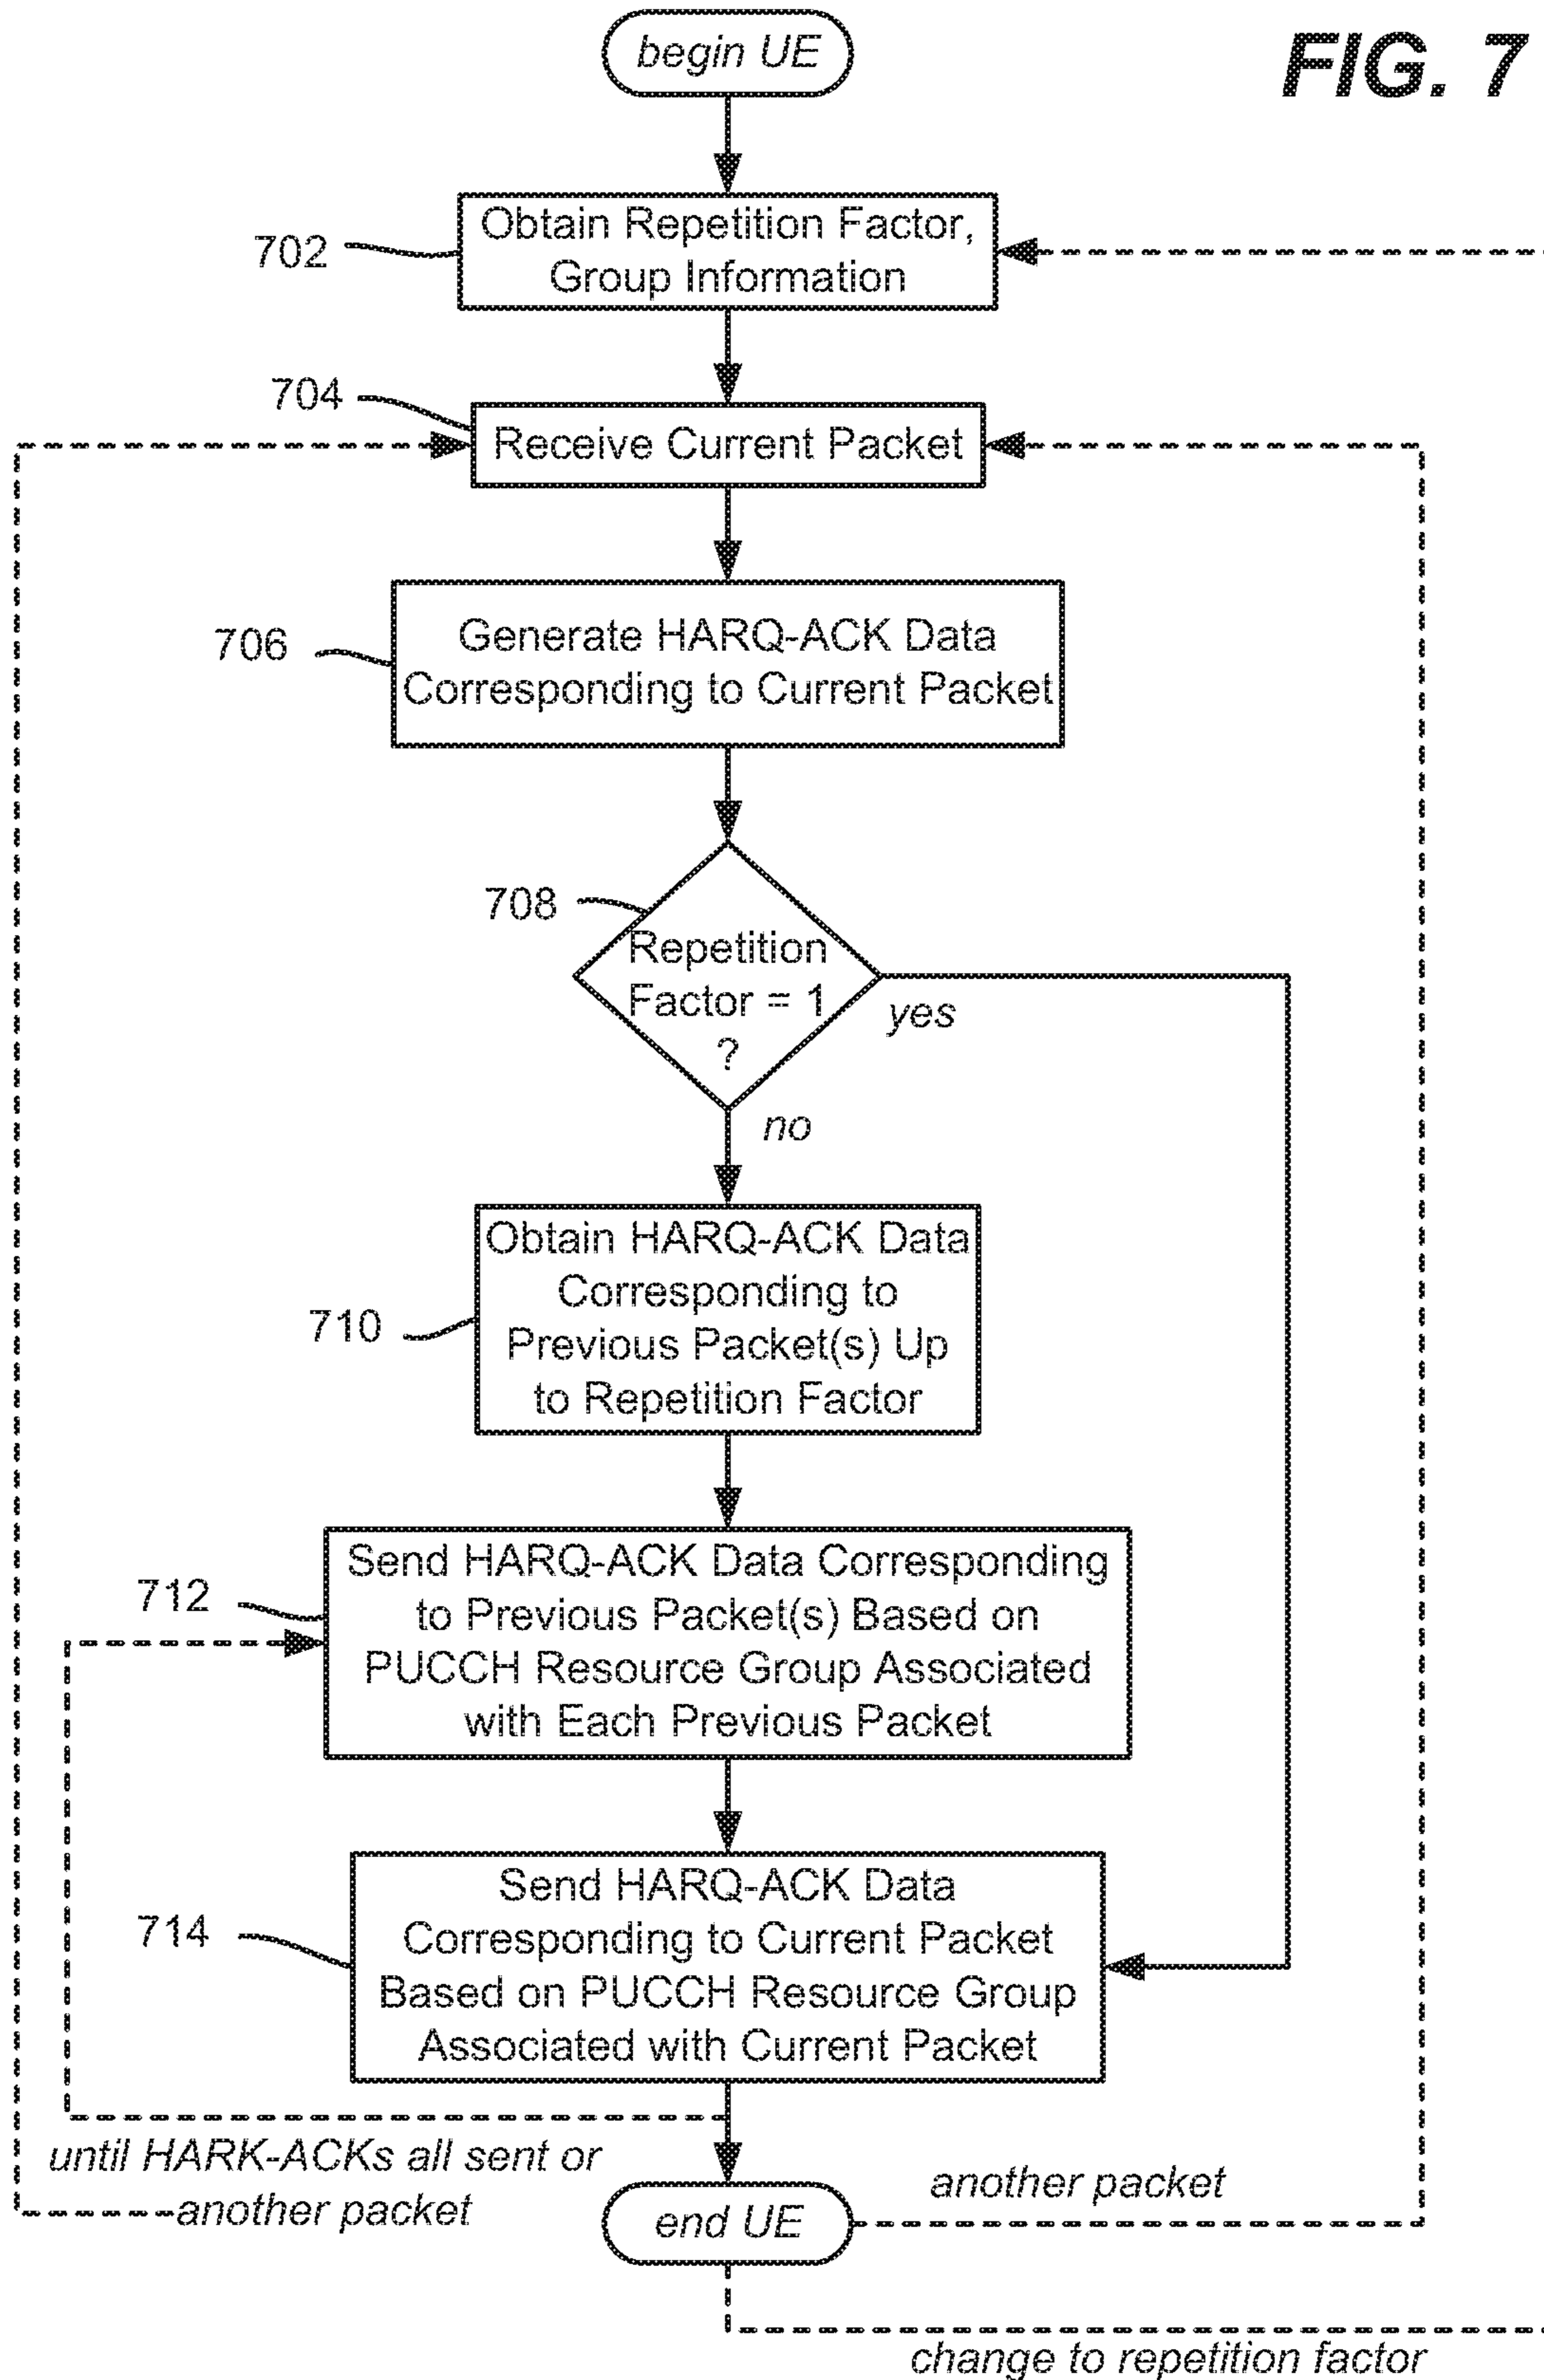 begin UE
FIG. 7
702
Obtain Repetition Factor,
Group Information
704
Receive Current Packet
706
Generate HARQ-ACK Data
Corresponding to Current Packet
708
Repetition
Factor = 1
?
yes
no
710
Obtain HARQ-ACK Data
Corresponding to
Previous Packet(s) Up
to Repetition Factor
712
Send HARQ-ACK Data Corresponding
to Previous Packet(s) Based on
PUCCH Resource Group Associated
with Each Previous Packet
714
Send HARQ-ACK Data
Corresponding to Current Packet
Based on PUCCH Resource Group
Associated with Current Packet
until HARK-ACKs all sent or
another packet
end UE
another packet
change to repetition factor